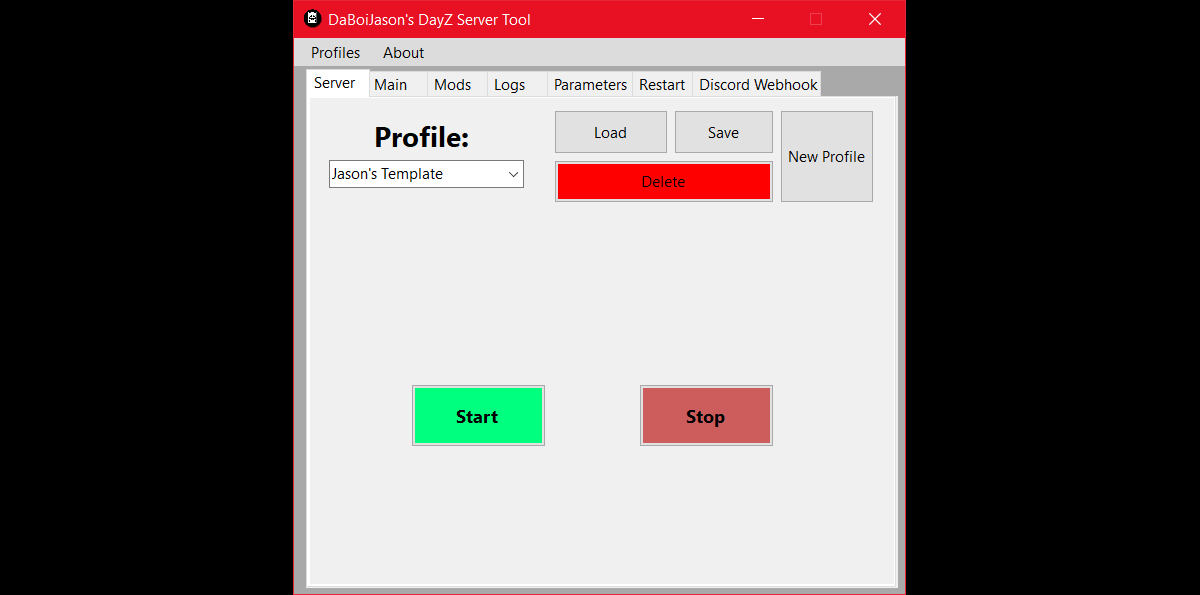 DaBoiJason's DayZ Server Tool
Profiles About
Server Main Mods Logs Parameters Restart Discord Webhook
Profile:
Load Save
New Profile
Jason's Template
Delete
Start Stop